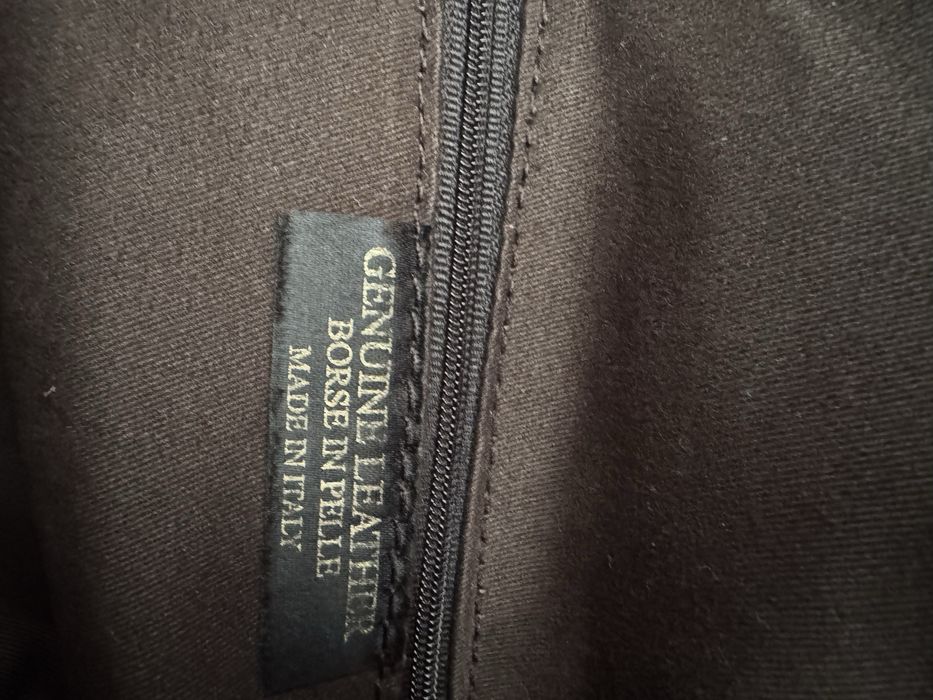 GENUINE LEATHER
BORSE IN PELLE
MADE IN ITALY